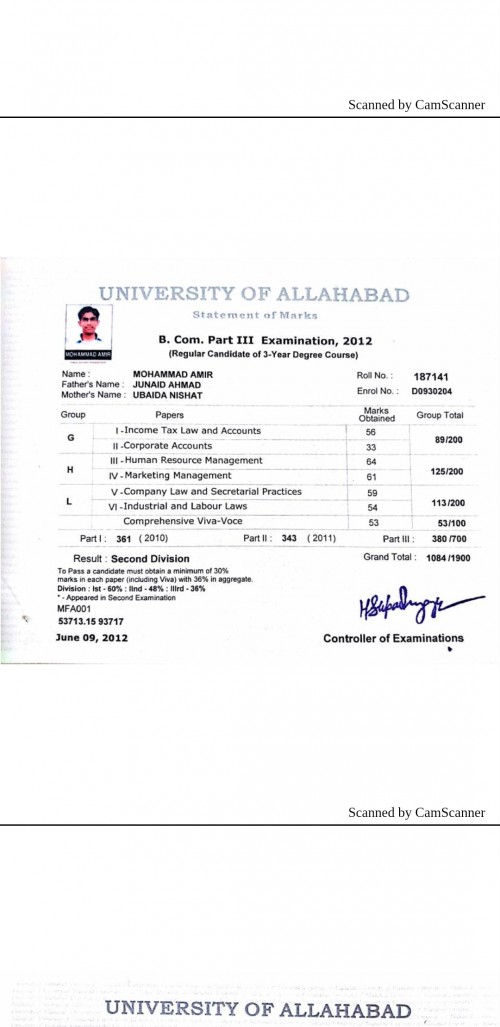 Scanned by CamScanner
UNIVERSITY OF ALLAHABAD
Statement of Marks
MOHAMMAD AMIR
B. Com. Part III Examination, 2012
(Regular Candidate of 3-Year Degree Course)
Name : MOHAMMAD AMIR Roll No. : 187141
Father's Name : JUNAID AHMAD Enrol No. : D0930204
Mother's Name : UBAIDA NISHAT
Group Papers Marks Obtained Group Total
G I - Income Tax Law and Accounts 56 89/200
II - Corporate Accounts 33
H III - Human Resource Management 64 125/200
IV - Marketing Management 61
L V - Company Law and Secretarial Practices 59 113/200
VI - Industrial and Labour Laws 54
Comprehensive Viva-Voce 53 53/100
Part I : 361 (2010) Part II : 343 (2011) Part III : 380/700
Result : Second Division Grand Total : 1084/1900
To Pass a candidate must obtain a minimum of 30%
marks in each paper (including Viva) with 36% in aggregate.
Division : Ist - 60% : IInd - 48% : IIIrd - 36%
* - Appeared in Second Examination
MFA001
53713.15 93717
June 09, 2012 Controller of Examinations
Scanned by CamScanner
UNIVERSITY OF ALLAHABAD